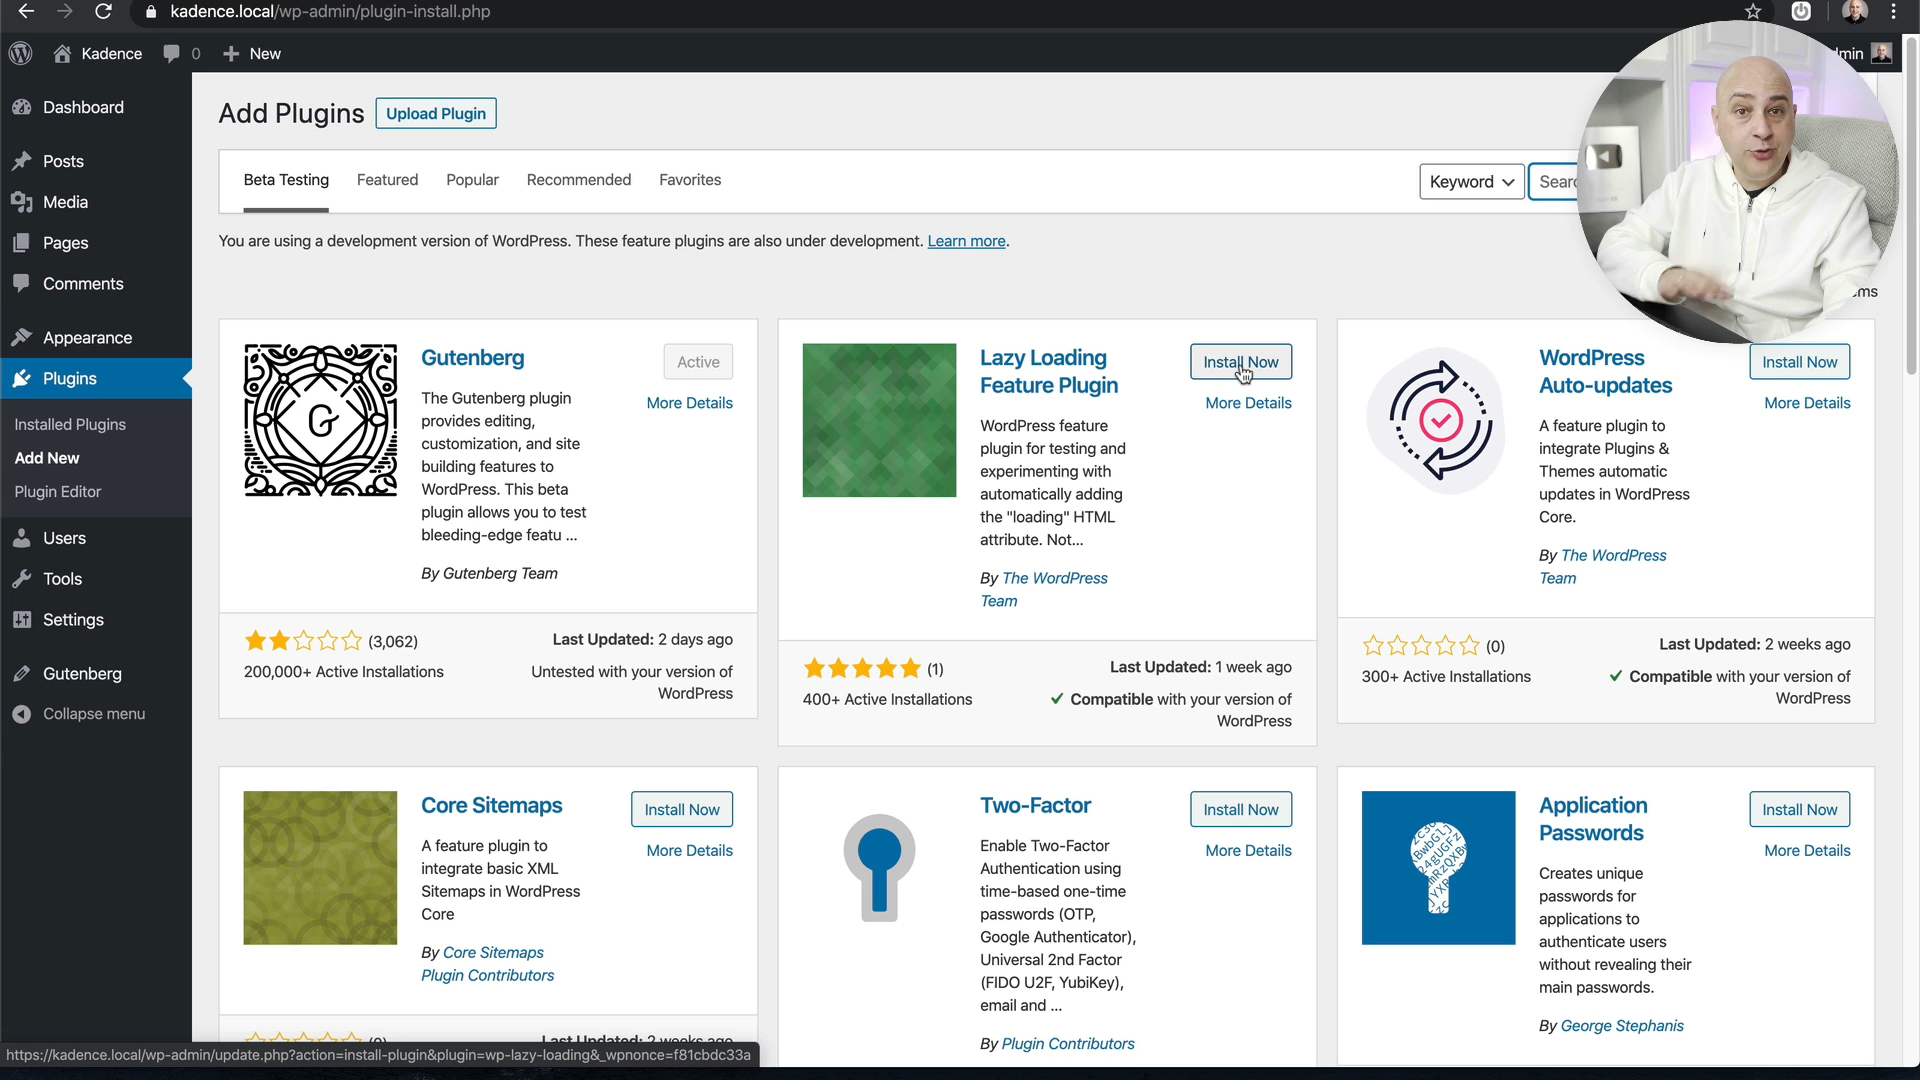 kadence.local/wp-admin/plugin-install.php
Kadence
0
New
Dashboard
Posts
Media
Pages
Comments
Appearance
Plugins
Installed Plugins
Add New
Plugin Editor
Users
Tools
Settings
Gutenberg
Collapse menu
Add Plugins
Upload Plugin
Beta Testing
Featured
Popular
Recommended
Favorites
Keyword
You are using a development version of WordPress. These feature plugins are also under development. Learn more.
Gutenberg
Active
More Details
The Gutenberg plugin
provides editing,
customization, and site
building features to
WordPress. This beta
plugin allows you to test
bleeding-edge featu ...
By Gutenberg Team
(3,062)
200,000+ Active Installations
Last Updated: 2 days ago
Untested with your version of
WordPress
Lazy Loading
Feature Plugin
Install Now
More Details
WordPress feature
plugin for testing and
experimenting with
automatically adding
the "loading" HTML
attribute. Not...
By The WordPress
Team
(1)
400+ Active Installations
Last Updated: 1 week ago
Compatible with your version of
WordPress
WordPress
Auto-updates
Install Now
More Details
A feature plugin to
integrate Plugins &
Themes automatic
updates in WordPress
Core.
By The WordPress
Team
(0)
300+ Active Installations
Last Updated: 2 weeks ago
Compatible with your version of
WordPress
Core Sitemaps
Install Now
More Details
A feature plugin to
integrate basic XML
Sitemaps in WordPress
Core
By Core Sitemaps
Plugin Contributors
Two-Factor
Install Now
More Details
Enable Two-Factor
Authentication using
time-based one-time
passwords (OTP,
Google Authenticator),
Universal 2nd Factor
(FIDO U2F, YubiKey),
email and ...
By Plugin Contributors
Application
Passwords
Install Now
More Details
Creates unique
passwords for
applications to
authenticate users
without revealing their
main passwords.
By George Stephanis
https://kadence.local/wp-admin/update.php?action=install-plugin&plugin=wp-lazy-loading&_wpnonce=f81cbdc33a